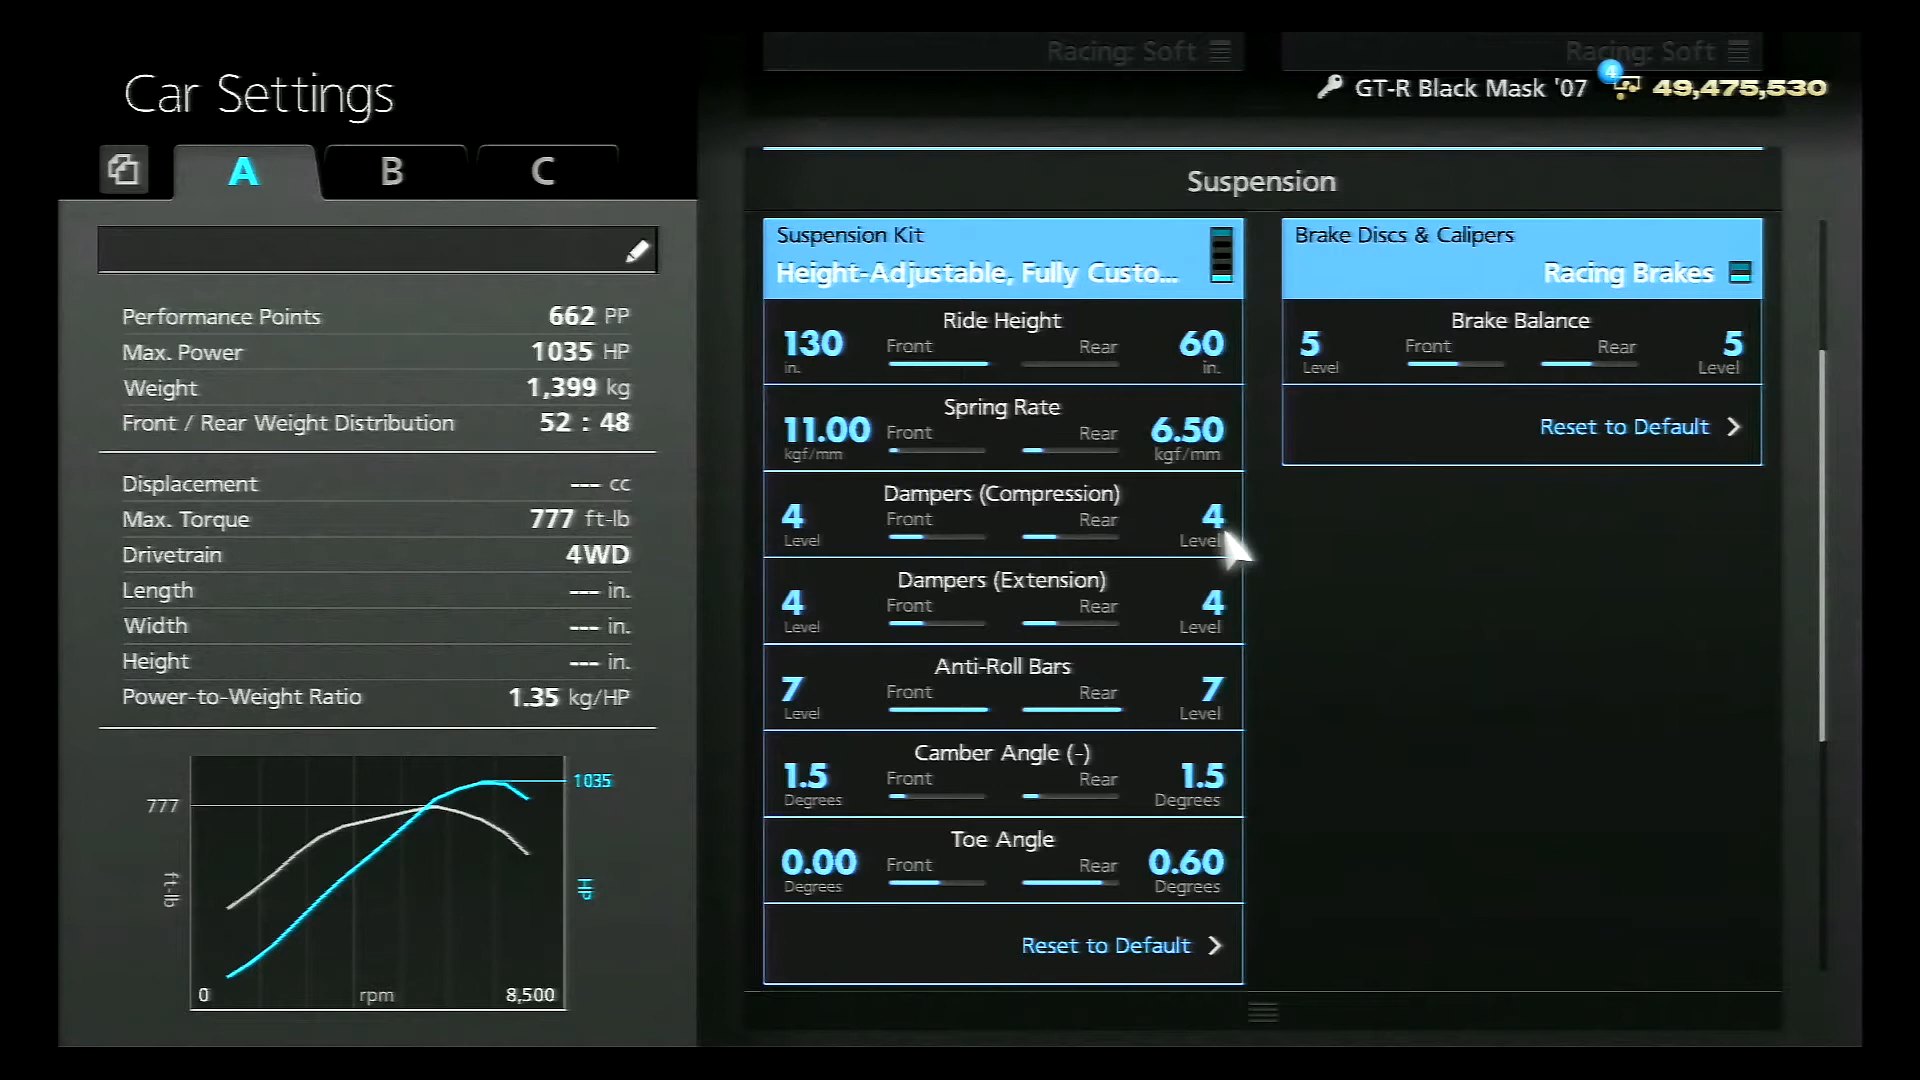 Racing: Soft
Racing: Soft
Car Settings
GT-R Black Mask '07
4
49,475,530
A
B
C
Performance Points 662 PP
Max. Power 1035 HP
Weight 1,399 kg
Front / Rear Weight Distribution 52 : 48
Displacement --- cc
Max. Torque 777 ft-lb
Drivetrain 4WD
Length --- in.
Width --- in.
Height --- in.
Power-to-Weight Ratio 1.35 kg/HP
777
1035
ft-lb
HP
0 rpm 8,500
Suspension
Suspension Kit
Height-Adjustable, Fully Custo...
Ride Height
130 Front Rear 60
in. in.
Spring Rate
11.00 Front Rear 6.50
kgf/mm kgf/mm
Dampers (Compression)
4 Front Rear 4
Level Level
Dampers (Extension)
4 Front Rear 4
Level Level
Anti-Roll Bars
7 Front Rear 7
Level Level
Camber Angle (-)
1.5 Front Rear 1.5
Degrees Degrees
Toe Angle
0.00 Front Rear 0.60
Degrees Degrees
Reset to Default
Brake Discs & Calipers
Racing Brakes
Brake Balance
5 Front Rear 5
Level Level
Reset to Default